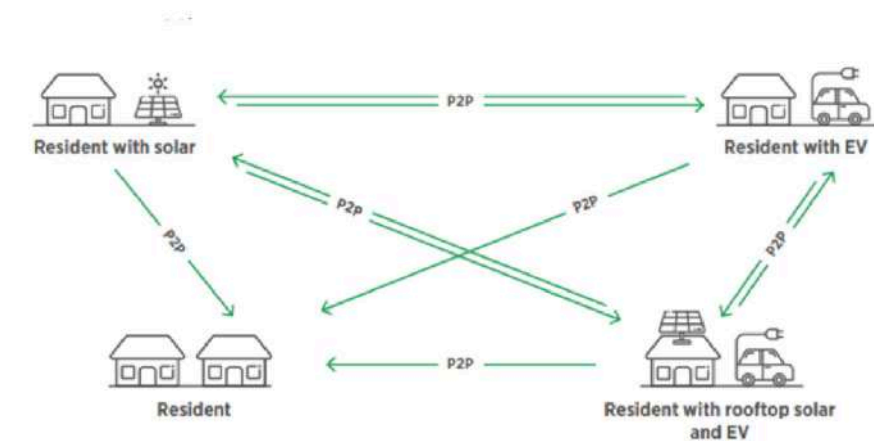 P2P
Resident with solar
Resident with EV
P2P
P2P
P2P
P2P
P2P
Resident
Resident with rooftop solar
and EV